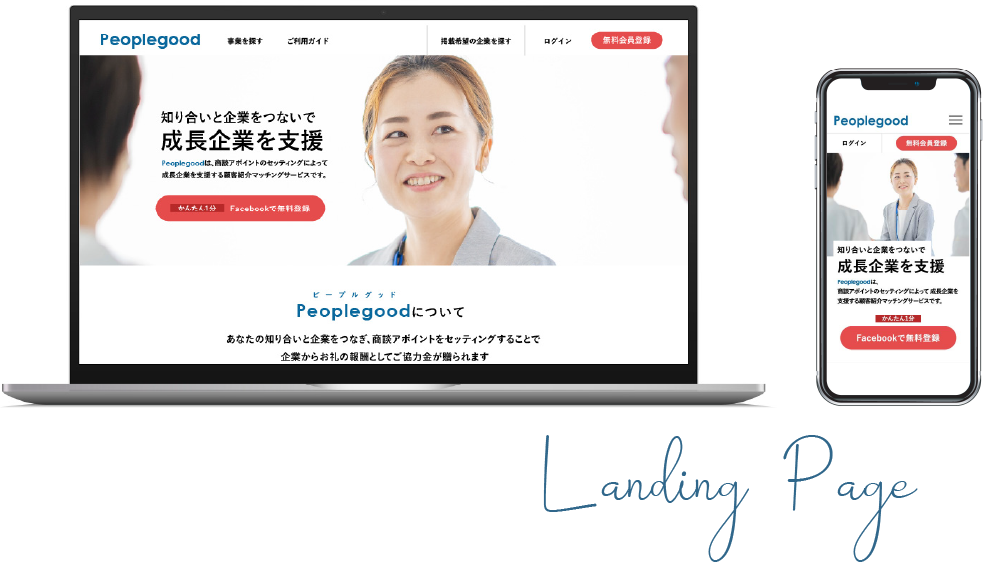 Peoplegood
事業を探す
ご利用ガイド
掲載希望の企業を探す
ログイン
無料会員登録
知り合いと企業をつないで
成長企業を支援
Peoplegoodは、商談アポイントのセッティングによって
成長企業を支援する顧客紹介マッチングサービスです。
かんたん1分 Facebookで無料登録
ピープルグッド
Peoplegoodについて
あなたの知り合いと企業をつなぎ、商談アポイントをセッティングすることで
企業からお礼の報酬としてご協力金が贈られます
Peoplegood
ログイン
無料会員登録
知り合いと企業をつないで
成長企業を支援
Peoplegoodは、
商談アポイントのセッティングによって 成長企業を
支援する顧客紹介マッチングサービスです。
かんたん1分
Facebookで無料登録
Landing Page